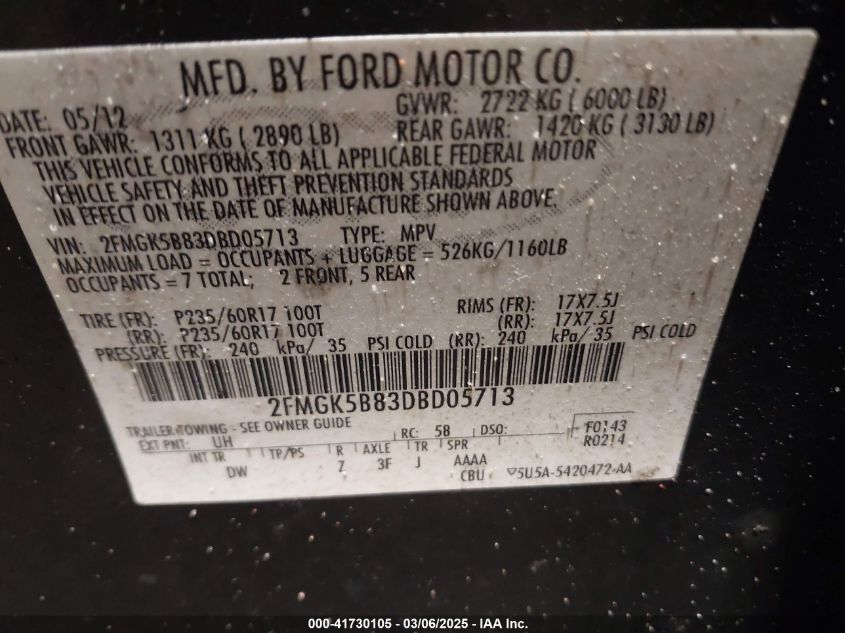 MFD. BY FORD MOTOR CO.
DATE: 05/12 GVWR: 2722 KG ( 6000 LB)
FRONT GAWR: 1311 KG ( 2890 LB) REAR GAWR: 1420 KG ( 3130 LB)
THIS VEHICLE CONFORMS TO ALL APPLICABLE FEDERAL MOTOR
VEHICLE SAFETY AND THEFT PREVENTION STANDARDS
IN EFFECT ON THE DATE OF MANUFACTURE SHOWN ABOVE.
VIN: 2FMGK5B83DBD05713 TYPE: MPV
MAXIMUM LOAD = OCCUPANTS + LUGGAGE = 526KG/1160LB
OCCUPANTS = 7 TOTAL; 2 FRONT, 5 REAR
TIRE (FR): P235/60R17 100T RIMS (FR): 17X7.5J
(RR): P235/60R17 100T (RR): 17X7.5J
PRESSURE (FR): 240 kPa/ 35 PSI COLD (RR): 240 kPa/ 35 PSI COLD
2FMGK5B83DBD05713
TRAILER TOWING - SEE OWNER GUIDE
EXT PNT: UH RC: 5B DSO: F0143
R0214
INT TR TP/PS R AXLE TR SPR
DW Z 3F J AAAA
CBU ▽5U5A-5420472-AA
000-41730105 — 03/06/2025 — IAA Inc.